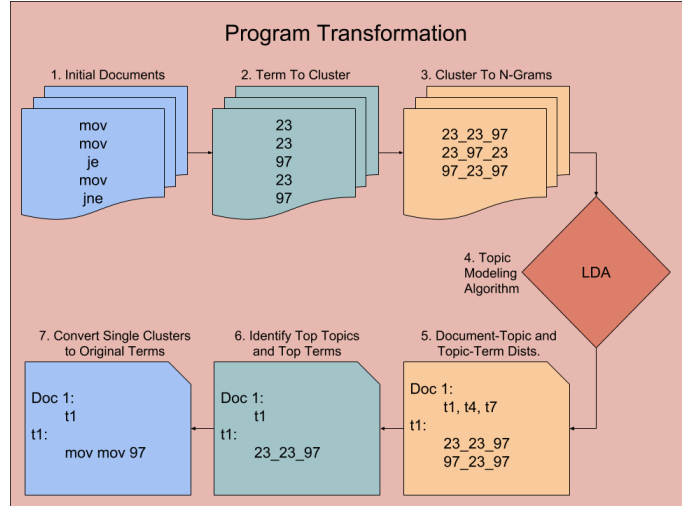 Program Transformation
1. Initial Documents
mov
mov
je
mov
jne
2. Term To Cluster
23
23
97
23
97
3. Cluster To N-Grams
23_23_97
23_97_23
97_23_97
4. Topic
Modeling
Algorithm
LDA
5. Document-Topic and
Topic-Term Dists.
Doc 1:
t1, t4, t7
t1:
23_23_97
97_23_97
6. Identify Top Topics
and Top Terms
Doc 1:
t1
t1:
23_23_97
7. Convert Single Clusters
to Original Terms
Doc 1:
t1
t1:
mov mov 97